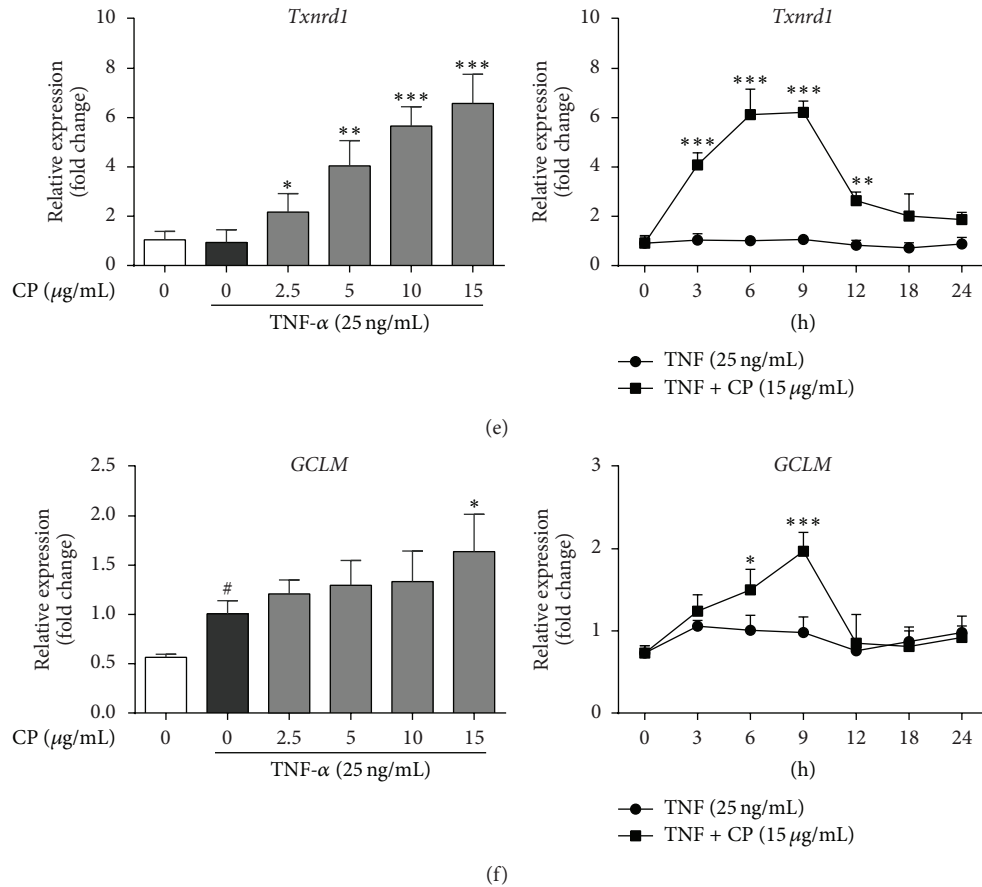 Txnrd1
Relative expression
(fold change)
10
8
6
4
2
0
* ** *** ***
CP (μg/mL) 0 0 2.5 5 10 15
TNF-α (25 ng/mL)
Txnrd1
Relative expression
(fold change)
10
8
6
4
2
0
*** *** *** **
0 3 6 9 12 18 24
(h)
TNF (25 ng/mL)
TNF + CP (15 μg/mL)
(e)
GCLM
Relative expression
(fold change)
2.5
2.0
1.5
1.0
0.5
0.0
# *
CP (μg/mL) 0 0 2.5 5 10 15
TNF-α (25 ng/mL)
GCLM
Relative expression
(fold change)
3
2
1
0
* ***
0 3 6 9 12 18 24
(h)
TNF (25 ng/mL)
TNF + CP (15 μg/mL)
(f)